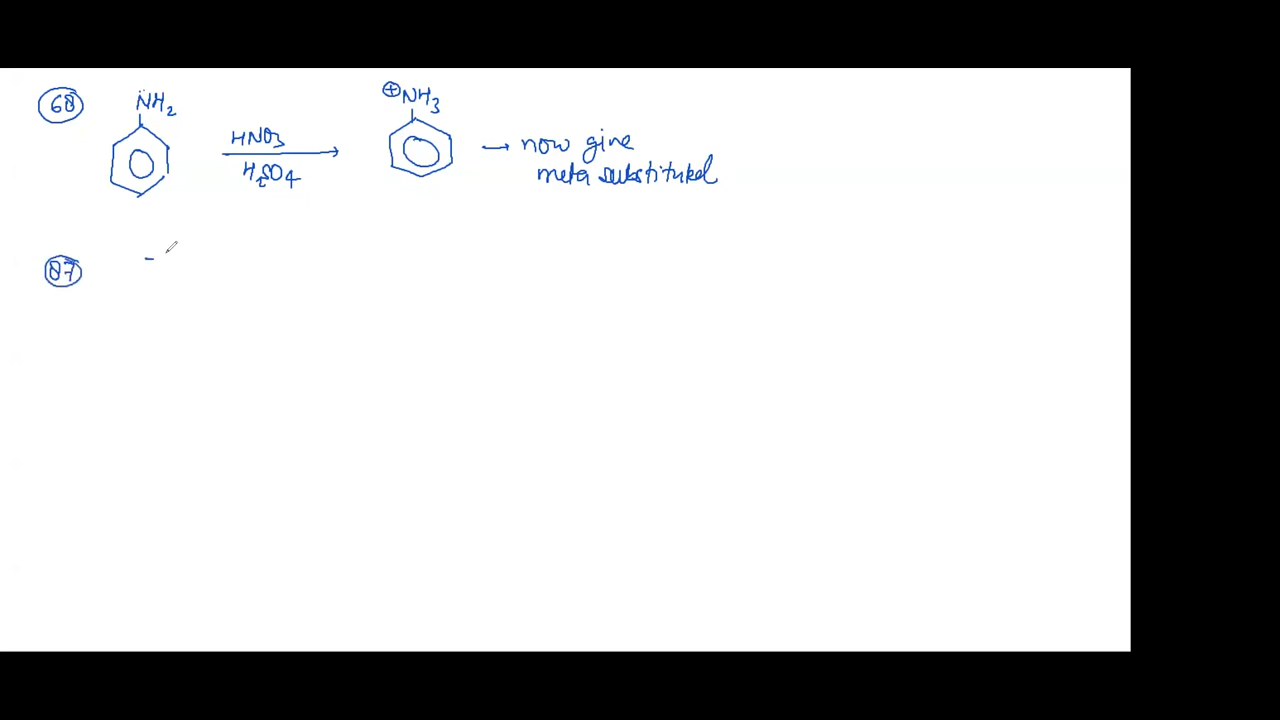 68
NH2
HNO3
H2SO4
⊕NH3
→ now give
meta substituted
87
-